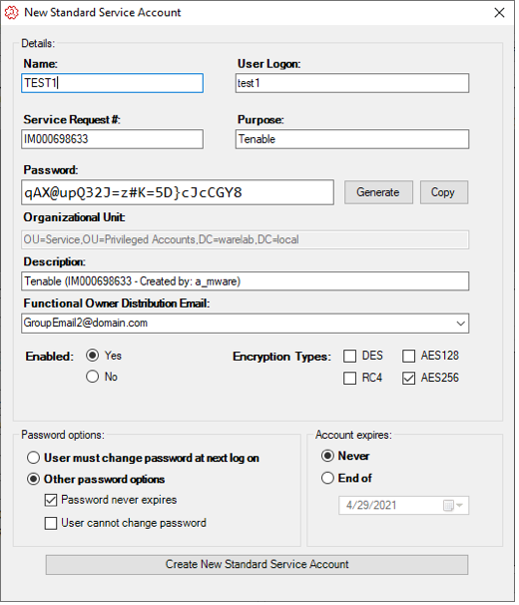 New Standard Service Account
Details:
Name: User Logon:
TEST1 test1
Service Request #: Purpose:
IM000698633 Tenable
Password:
qAX@upQ32J=z#K=5D}cJcCGY8 Generate Copy
Organizational Unit:
OU=Service,OU=Privileged Accounts,DC=warelab,DC=local
Description:
Tenable (IM000698633 - Created by: a_mware)
Functional Owner Distribution Email:
GroupEmail2@domain.com
Enabled: Yes Encryption Types: DES AES128
No RC4 AES256
Password options: Account expires:
User must change password at next log on Never
Other password options End of
Password never expires 4/29/2021
User cannot change password
Create New Standard Service Account